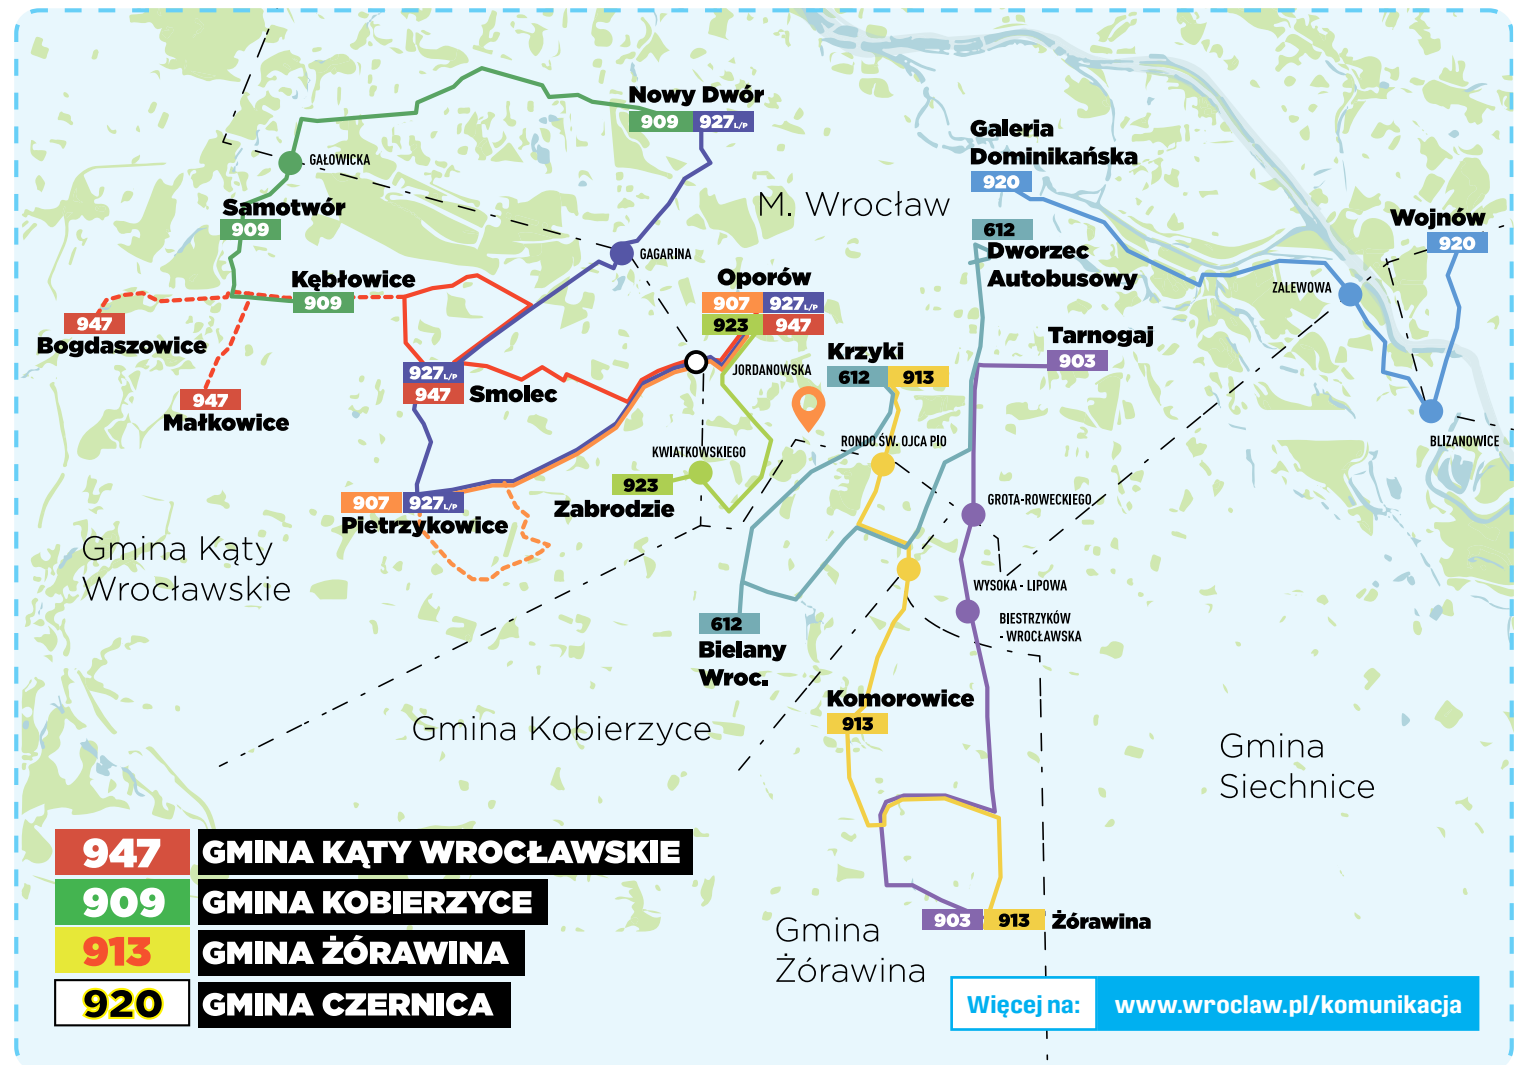 Nowy Dwór
909 927L/P
Galeria
Dominikańska
920
GAŁOWICKA
M. Wrocław
Samotwór
909
Wojnów
920
612
Dworzec
Autobusowy
GAGARINA
Kębłowice
909
Oporów
907 927L/P
923 947
ZALEWOWA
947
Bogdaszowice
Tarnogaj
903
Krzyki
612 913
JORDANOWSKA
927L/P
947
Smolec
947
Małkowice
RONDO ŚW. OJCA PIO
BLIZANOWICE
KWIATKOWSKIEGO
923
Zabrodzie
907 927L/P
Pietrzykowice
GROTA-ROWECKIEGO
Gmina Kąty
Wrocławskie
WYSOKA - LIPOWA
BIESTRZYKÓW
- WROCŁAWSKA
612
Bielany
Wroc.
Komorowice
913
Gmina Kobierzyce
Gmina
Siechnice
947 GMINA KĄTY WROCŁAWSKIE
909 GMINA KOBIERZYCE
913 GMINA ŻÓRAWINA
920 GMINA CZERNICA
903 913 Żórawina
Gmina
Żórawina
Więcej na: www.wroclaw.pl/komunikacja